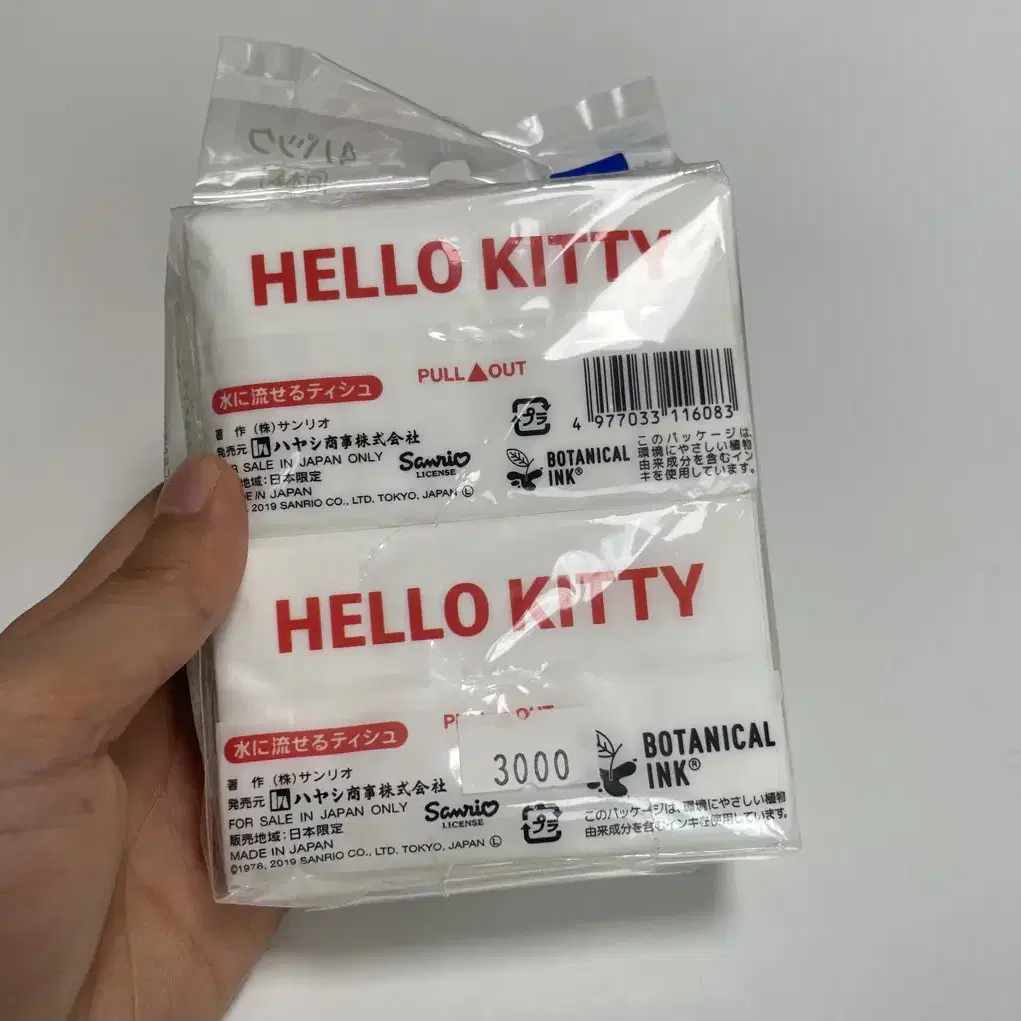 4パック
HELLO KITTY
PULL▲OUT
水に流せるティシュ
4 977033 116083
プラ
著 作 (株)サンリオ
発売元 ハヤシ商事株式会社
FOR SALE IN JAPAN ONLY
地域:日本限定
MADE IN JAPAN
, 2019 SANRIO CO., LTD. TOKYO, JAPAN Ⓛ
Sanrio
LICENSE
BOTANICAL
INK®
このパッケージは、
環境にやさしい植物
由来成分を含むイン
キを使用しています。
HELLO KITTY
水に流せるティシュ
3000
著 作 (株)サンリオ
発売元 ハヤシ商事株式会社
FOR SALE IN JAPAN ONLY
販売地域:日本限定
MADE IN JAPAN
©1976, 2019 SANRIO CO., LTD. TOKYO, JAPAN Ⓛ
Sanrio
LICENSE
プラ
BOTANICAL
INK®
このパッケージは、環境にやさしい植物
由来成分を含むインキを使用しています。